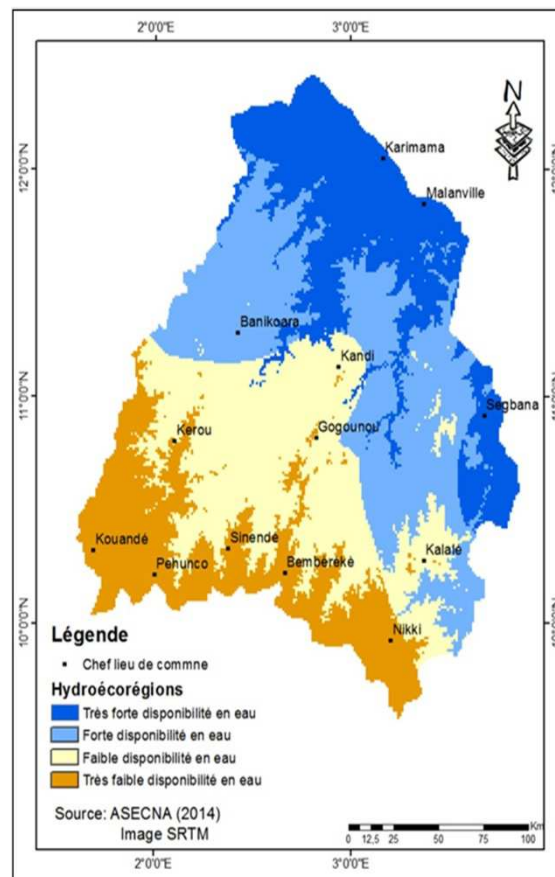 2°0'0"E
3°0'0"E
N
12°0'0"N
Karimama
Malanville
Banikoara
Kandi
11°0'0"N
Segbana
Kerou
Gogounou
Kouandé
Sinendé
Pehunco
Bembèrèkè
Kalalé
10°0'0"N
Nikki
Légende
Chef lieu de commne
Hydroécorégions
Très forte disponibilité en eau
Forte disponibilité en eau
Faible disponibilité en eau
Très faible disponibilité en eau
Source: ASECNA (2014)
Image SRTM
Km
0 12,5 25 50 75 100
2°0'0"E
3°0'0"E